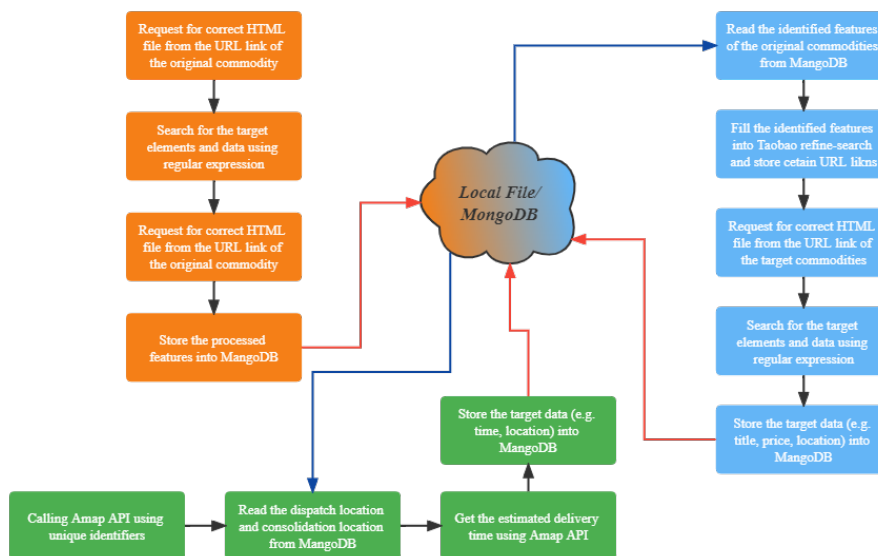 Request for correct HTML
file from the URL link of
the original commodity
Search for the target
elements and data using
regular expression
Request for correct HTML
file from the URL link of
the original commodity
Store the processed
features into MangoDB
Local File/
MongoDB
Read the identified features
of the original commodities
from MangoDB
Fill the identified features
into Taobao refine-search
and store cetain URL likns
Request for correct HTML
file from the URL link of
the target commodities
Search for the target
elements and data using
regular expression
Store the target data (e.g.
title, price, location) into
MangoDB
Store the target data (e.g.
time, location) into
MangoDB
Calling Amap API using
unique identifiers
Read the dispatch location
and consolidation location
from MangoDB
Get the estimated delivery
time using Amap API